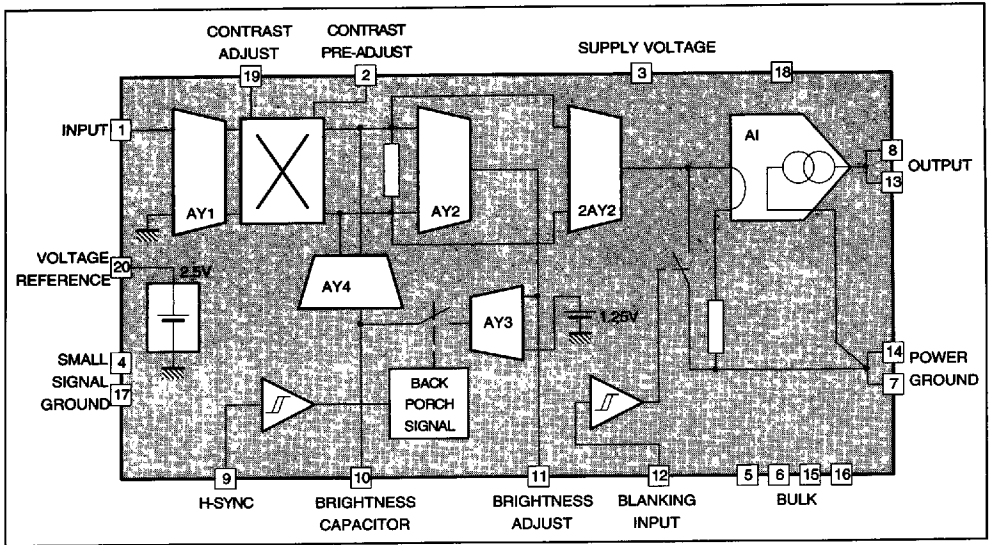 CONTRAST ADJUST
CONTRAST PRE-ADJUST
SUPPLY VOLTAGE
19
2
3
18
INPUT 1
AY1
AY2
2AY2
AI
8
OUTPUT
13
VOLTAGE REFERENCE
20
2.5V
AY4
AY3
1.25V
SMALL SIGNAL GROUND
4
17
BACK PORCH SIGNAL
14
POWER GROUND
7
9
10
11
12
5
6
15
16
H-SYNC
BRIGHTNESS CAPACITOR
BRIGHTNESS ADJUST
BLANKING INPUT
BULK